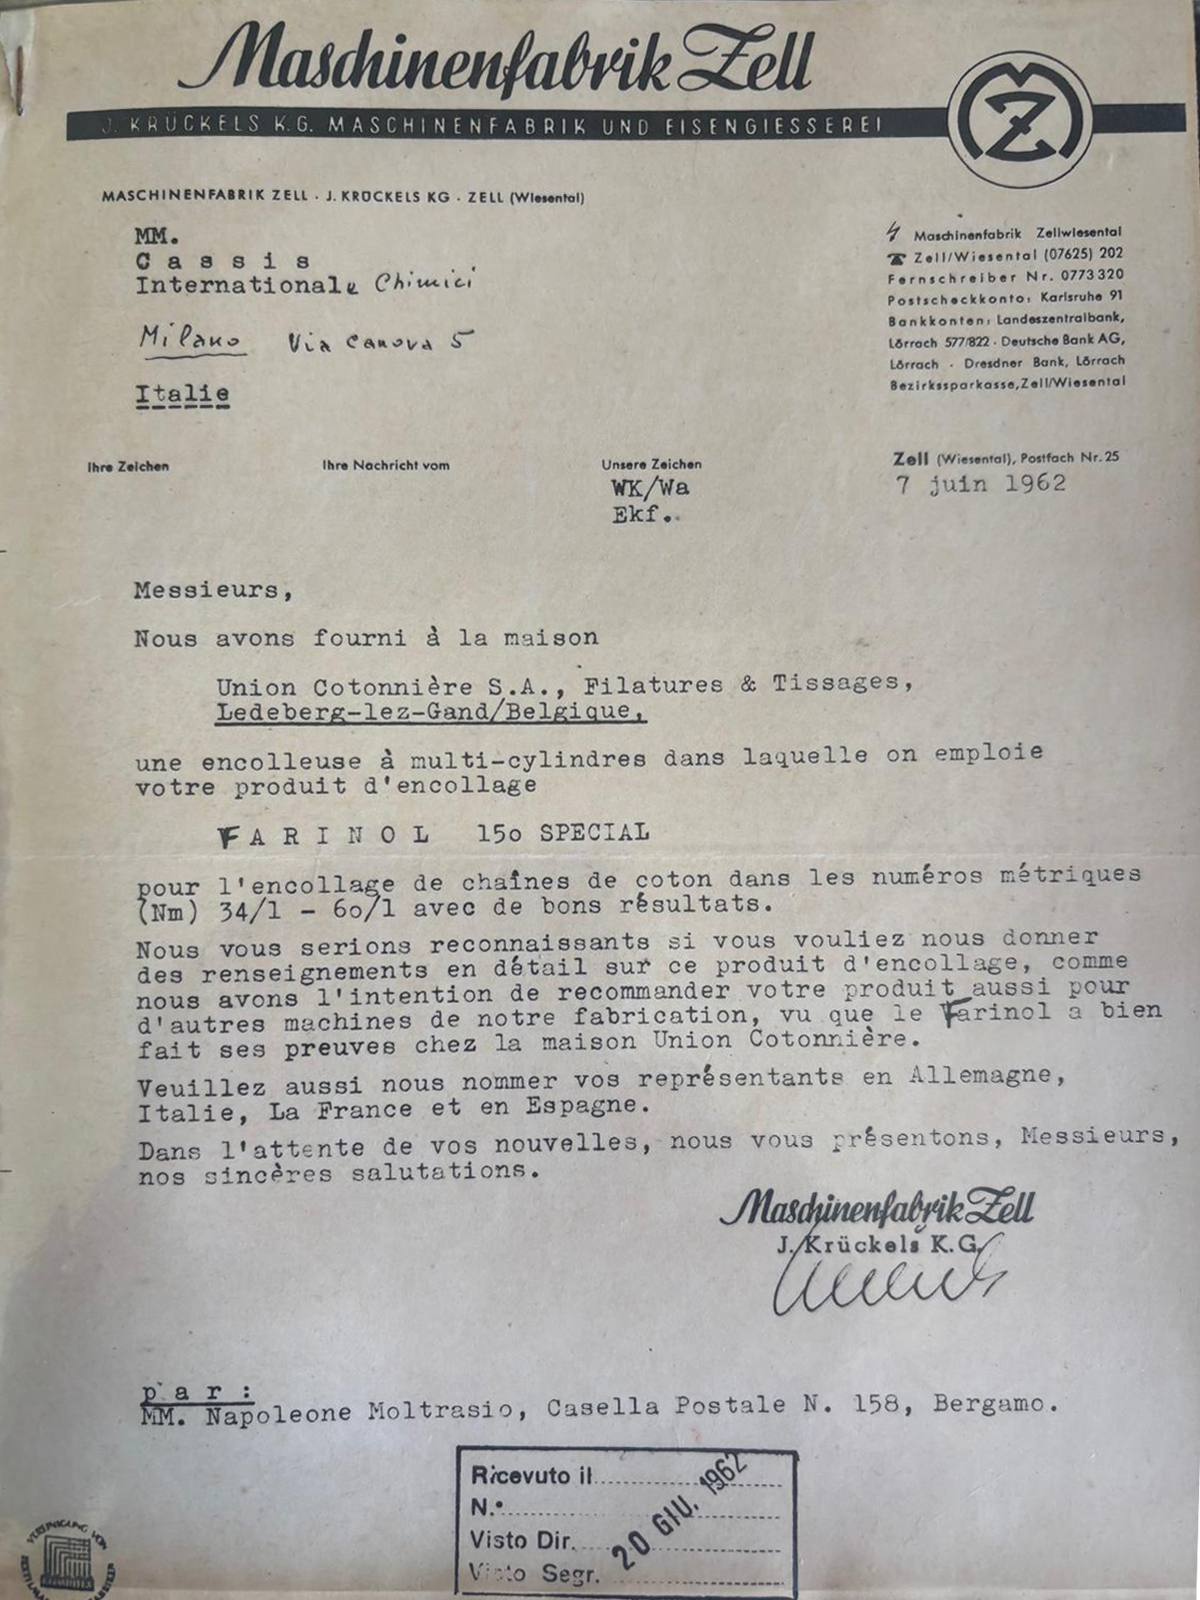 Maschinenfabrik Zell
J. KRÜCKELS K.G. MASCHINENFABRIK UND EISENGIESSEREI
MZ
MASCHINENFABRIK ZELL · J. KRÜCKELS KG · ZELL (Wiesental)
MM.
C a s s i s
Internationale Chimici
Milano Via Canova 5
Italie
Maschinenfabrik Zellwiesental
Zell/Wiesental (07625) 202
Fernschreiber Nr. 0773320
Postscheckkonto: Karlsruhe 91
Bankkonten: Landeszentralbank,
Lörrach 577/822 · Deutsche Bank AG,
Lörrach · Dresdner Bank, Lörrach
Bezirkssparkasse, Zell/Wiesental
Ihre Zeichen Ihre Nachricht vom Unsere Zeichen Zell (Wiesental), Postfach Nr. 25
WK/Wa 7 juin 1962
Ekf.
Messieurs,
Nous avons fourni à la maison
Union Cotonnière S.A., Filatures & Tissages,
Ledeberg-lez-Gand/Belgique,
une encolleuse à multi-cylindres dans laquelle on emploie
votre produit d'encollage
F A R I N O L 15o SPECIAL
pour l'encollage de chaînes de coton dans les numéros métriques
(Nm) 34/1 - 6o/1 avec de bons résultats.
Nous vous serions reconnaissants si vous vouliez nous donner
des renseignements en détail sur ce produit d'encollage, comme
nous avons l'intention de recommander votre produit aussi pour
d'autres machines de notre fabrication, vu que le Farinol a bien
fait ses preuves chez la maison Union Cotonnière.
Veuillez aussi nous nommer vos représentants en Allemagne,
Italie, La France et en Espagne.
Dans l'attente de vos nouvelles, nous vous présentons, Messieurs,
nos sincères salutations.
Maschinenfabrik Zell
J. Krückels K.G.
p a r :
MM. Napoleone Moltrasio, Casella Postale N. 158, Bergamo.
Ricevuto il
N.°
Visto Dir.
Visto Segr.
20 GIU. 1962
VEREINIGUNG VON